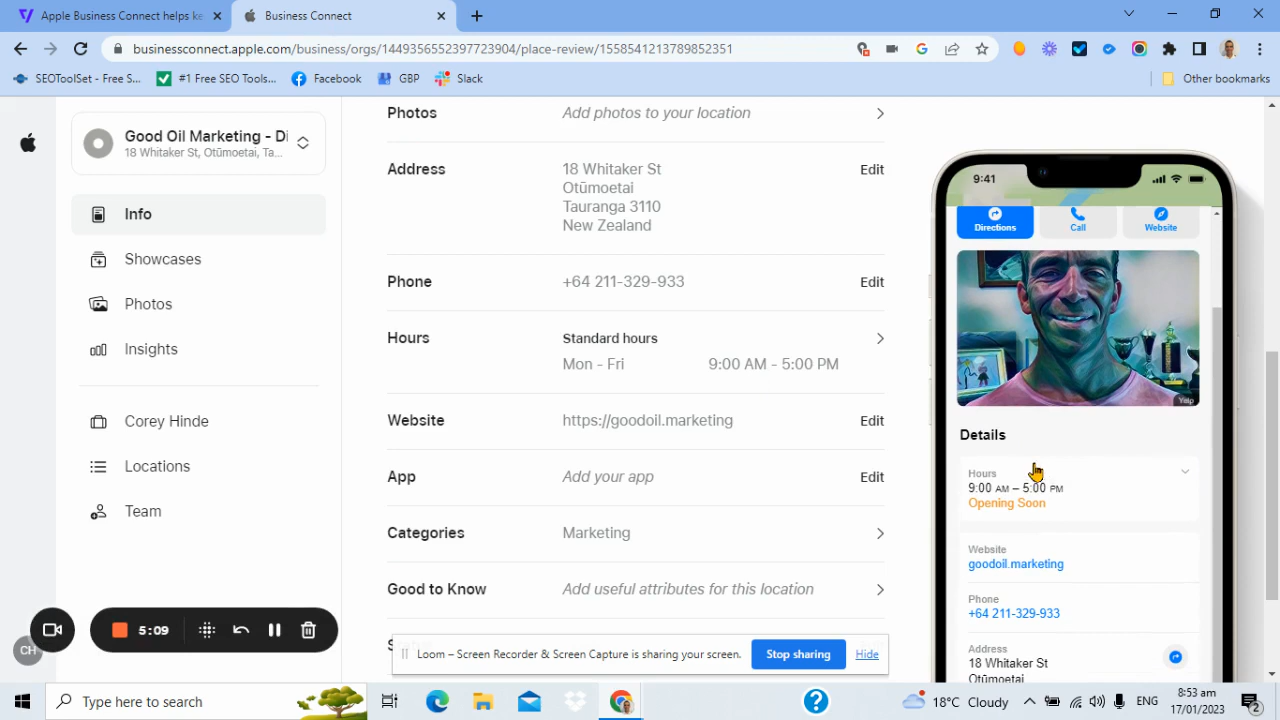 Apple Business Connect ke
Business Connect
businessconnect.apple.com/business/orgs/1449356552397723904/place-review/1558541213789852351
SEOToolSet - Free S...
#1 Free SEO Tools...
Facebook
GBP
Slack
Other bookmarks
Good Oil Marketing - Di
18 Whitaker St, Otūmoetai, Ta...
Info
Showcases
Photos
Insights
Corey Hinde
Locations
Team
CH
5:09
Photos
Add photos to your location
Address
18 Whitaker St
Otūmoetai
Tauranga 3110
New Zealand
Edit
Phone
+64 211-329-933
Edit
Hours
Standard hours
Mon - Fri
9:00 AM - 5:00 PM
Website
https://goodoil.marketing
Edit
App
Add your app
Edit
Categories
Marketing
Good to Know
Add useful attributes for this location
Loom – Screen Recorder & Screen Capture is sharing your screen.
Stop sharing
Hide
9:41
Directions
Call
Website
Yelp
Details
Hours
9:00 AM – 5:00 PM
Opening Soon
Website
goodoil.marketing
Phone
+64 211-329-933
Address
18 Whitaker St
Otūmoetai
Type here to search
18°C Cloudy
ENG
8:53 am
17/01/2023
2